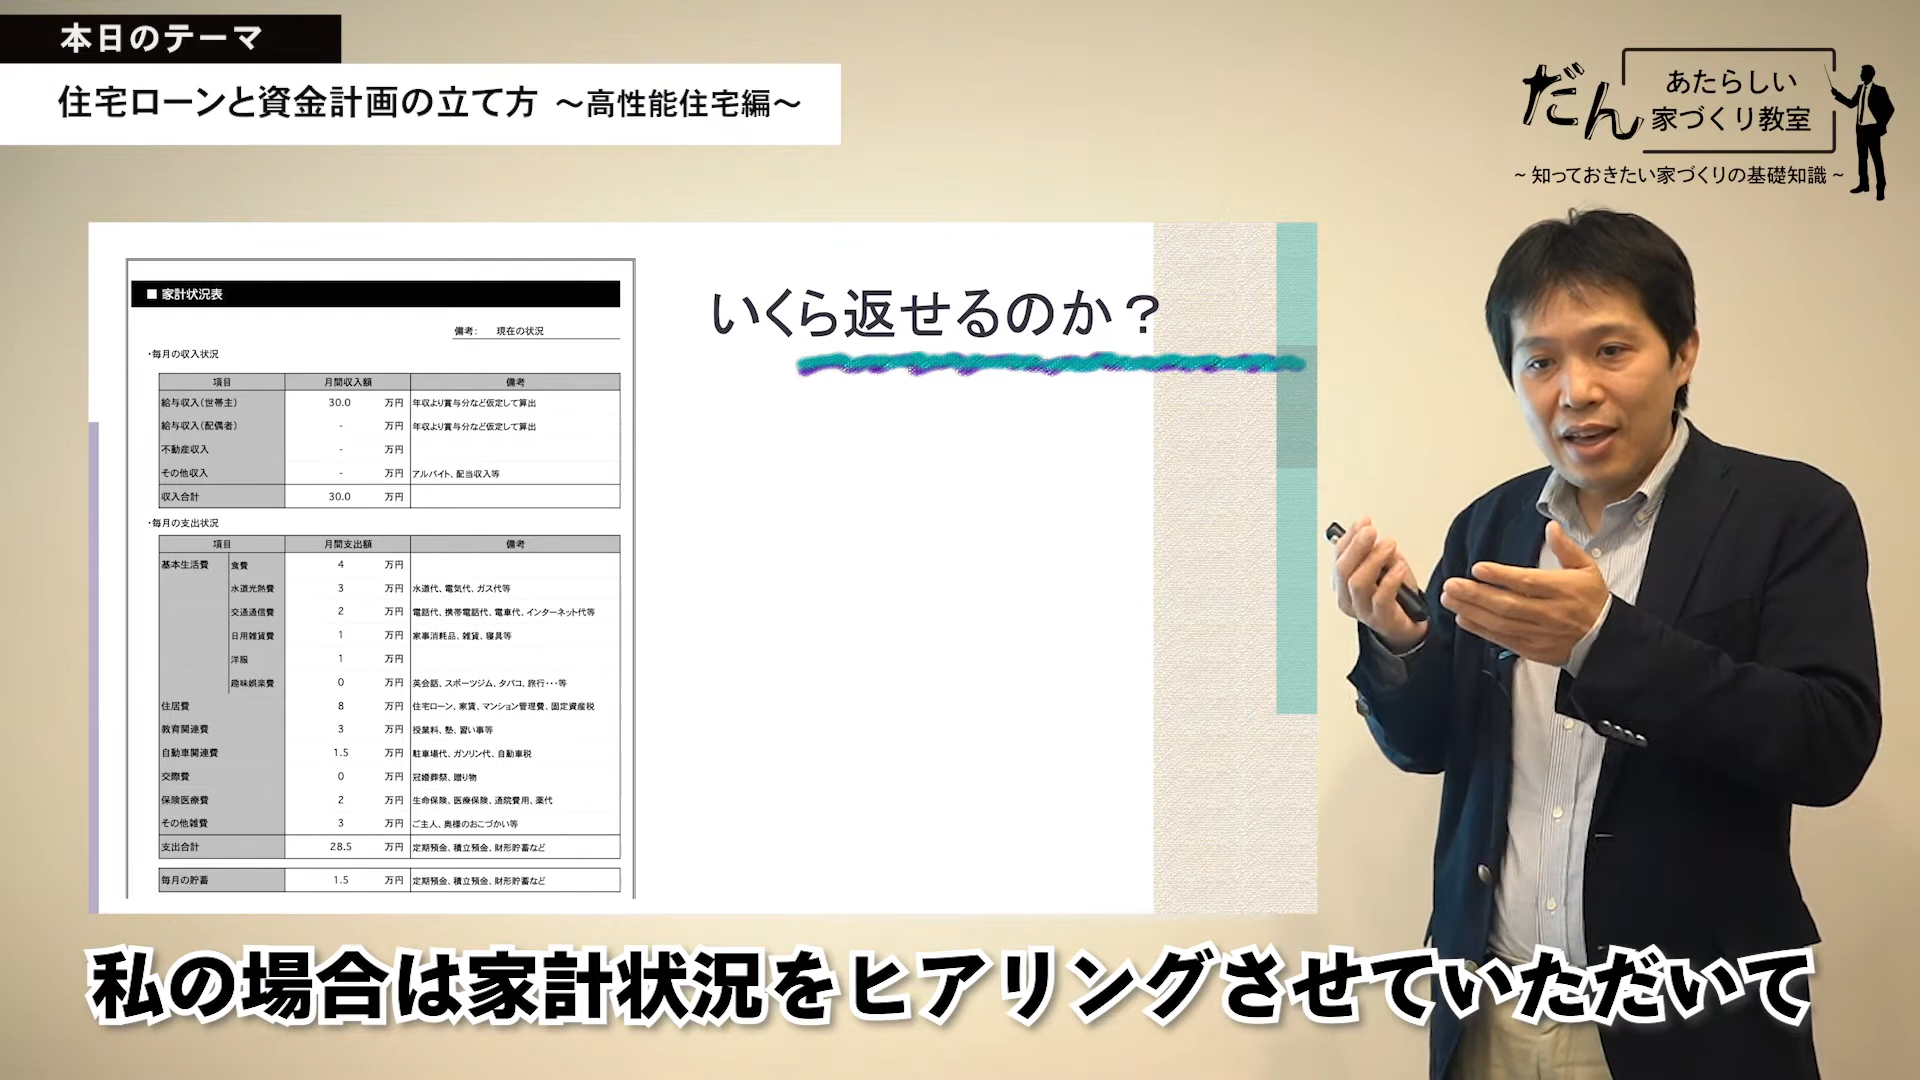 本日のテーマ
住宅ローンと資金計画の立て方 ～高性能住宅編～
だん
あたらしい
家づくり教室
~ 知っておきたい家づくりの基礎知識 ~
いくら返せるのか？
■ 家計状況表
備考： 現在の状況
・毎月の収入状況
項目 月間収入額 備考
給与収入（世帯主） 30.0 万円 年収より賞与分など仮定して算出
給与収入（配偶者） - 万円 年収より賞与分など仮定して算出
不動産収入 - 万円
その他収入 - 万円 アルバイト、配当収入等
収入合計 30.0 万円
・毎月の支出状況
項目 月間支出額 備考
基本生活費 食費 4 万円
水道光熱費 3 万円 水道代、電気代、ガス代等
交通通信費 2 万円 電話代、携帯電話代、電車代、インターネット代等
日用雑貨費 1 万円 家事消耗品、雑貨、寝具等
洋服 1 万円
趣味娯楽費 0 万円 英会話、スポーツジム、タバコ、旅行・・・等
住居費 8 万円 住宅ローン、家賃、マンション管理費、固定資産税
教育関連費 3 万円 授業料、塾、習い事等
自動車関連費 1.5 万円 駐車場代、ガソリン代、自動車税
交際費 0 万円 冠婚葬祭、贈り物
保険医療費 2 万円 生命保険、医療保険、通院費用、薬代
その他雑費 3 万円 ご主人、奥様のおこづかい等
支出合計 28.5 万円 定期預金、積立預金、財形貯蓄など
毎月の貯蓄 1.5 万円 定期預金、積立預金、財形貯蓄など
私の場合は家計状況をヒアリングさせていただいて